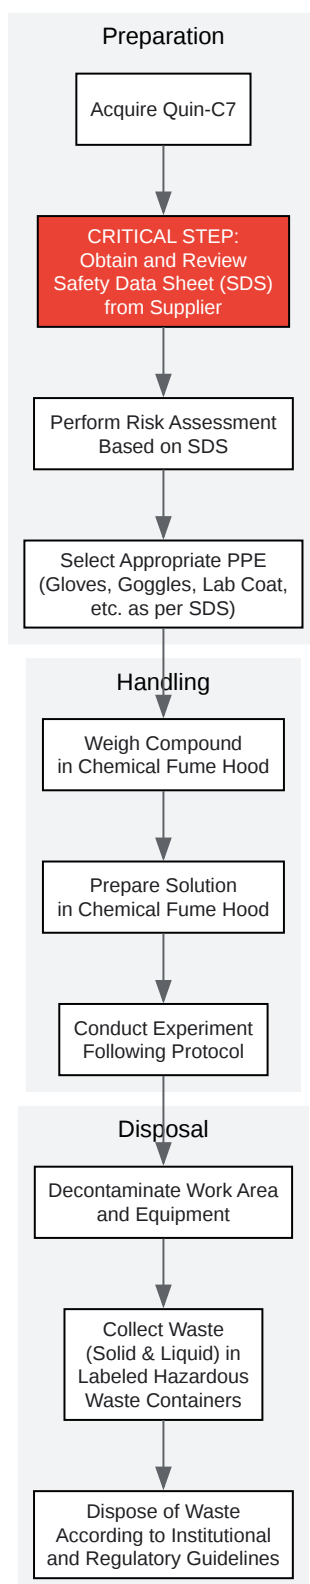 Preparation
Acquire Quin-C7
CRITICAL STEP:
Obtain and Review
Safety Data Sheet (SDS)
from Supplier
Perform Risk Assessment
Based on SDS
Select Appropriate PPE
(Gloves, Goggles, Lab Coat,
etc. as per SDS)
Handling
Weigh Compound
in Chemical Fume Hood
Prepare Solution
in Chemical Fume Hood
Conduct Experiment
Following Protocol
Disposal
Decontaminate Work Area
and Equipment
Collect Waste
(Solid & Liquid) in
Labeled Hazardous
Waste Containers
Dispose of Waste
According to Institutional
and Regulatory Guidelines